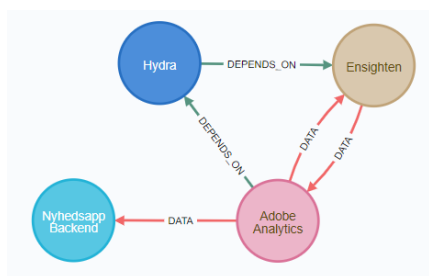 Hydra
DEPENDS_ON
Ensighten
DEPENDS_ON
DATA
DATA
Nyhedsapp
Backend
DATA
Adobe
Analytics